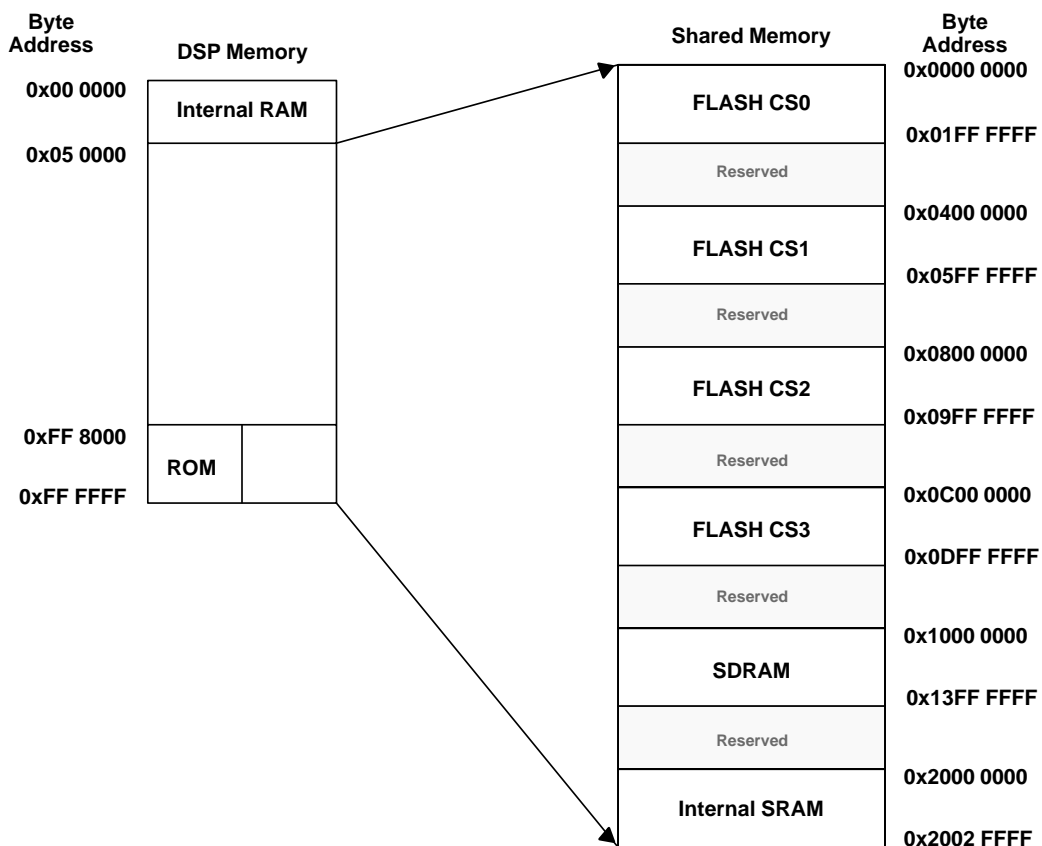 Byte
Address
DSP Memory
0x00 0000
Internal RAM
0x05 0000
0xFF 8000
ROM
0xFF FFFF
Shared Memory
Byte
Address
0x0000 0000
FLASH CS0
0x01FF FFFF
Reserved
0x0400 0000
FLASH CS1
0x05FF FFFF
Reserved
0x0800 0000
FLASH CS2
0x09FF FFFF
Reserved
0x0C00 0000
FLASH CS3
0x0DFF FFFF
Reserved
0x1000 0000
SDRAM
0x13FF FFFF
Reserved
0x2000 0000
Internal SRAM
0x2002 FFFF